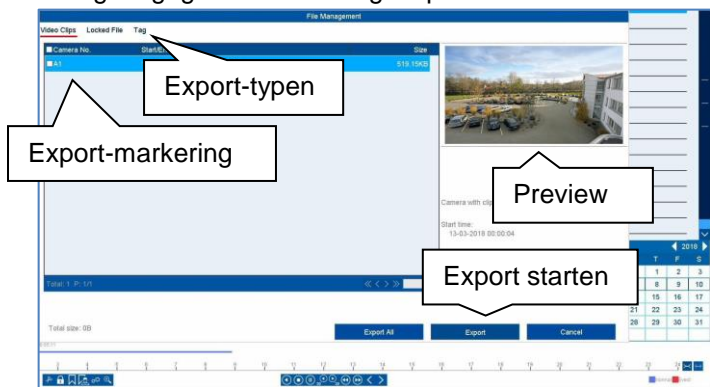 File Management
Video Clips Locked File Tag
Camera No. Size
A1 519.15KB
Export-typen
Export-markering
Preview
Camera with clip
Start time:
13-03-2018 00:00:04
Export starten
2018
T F S
1 2 3
8 9 10
15 16 17
21 22 23 24
28 29 30 31
Total: 1 P: 1/1
Total size: 0B
Export All Export Cancel